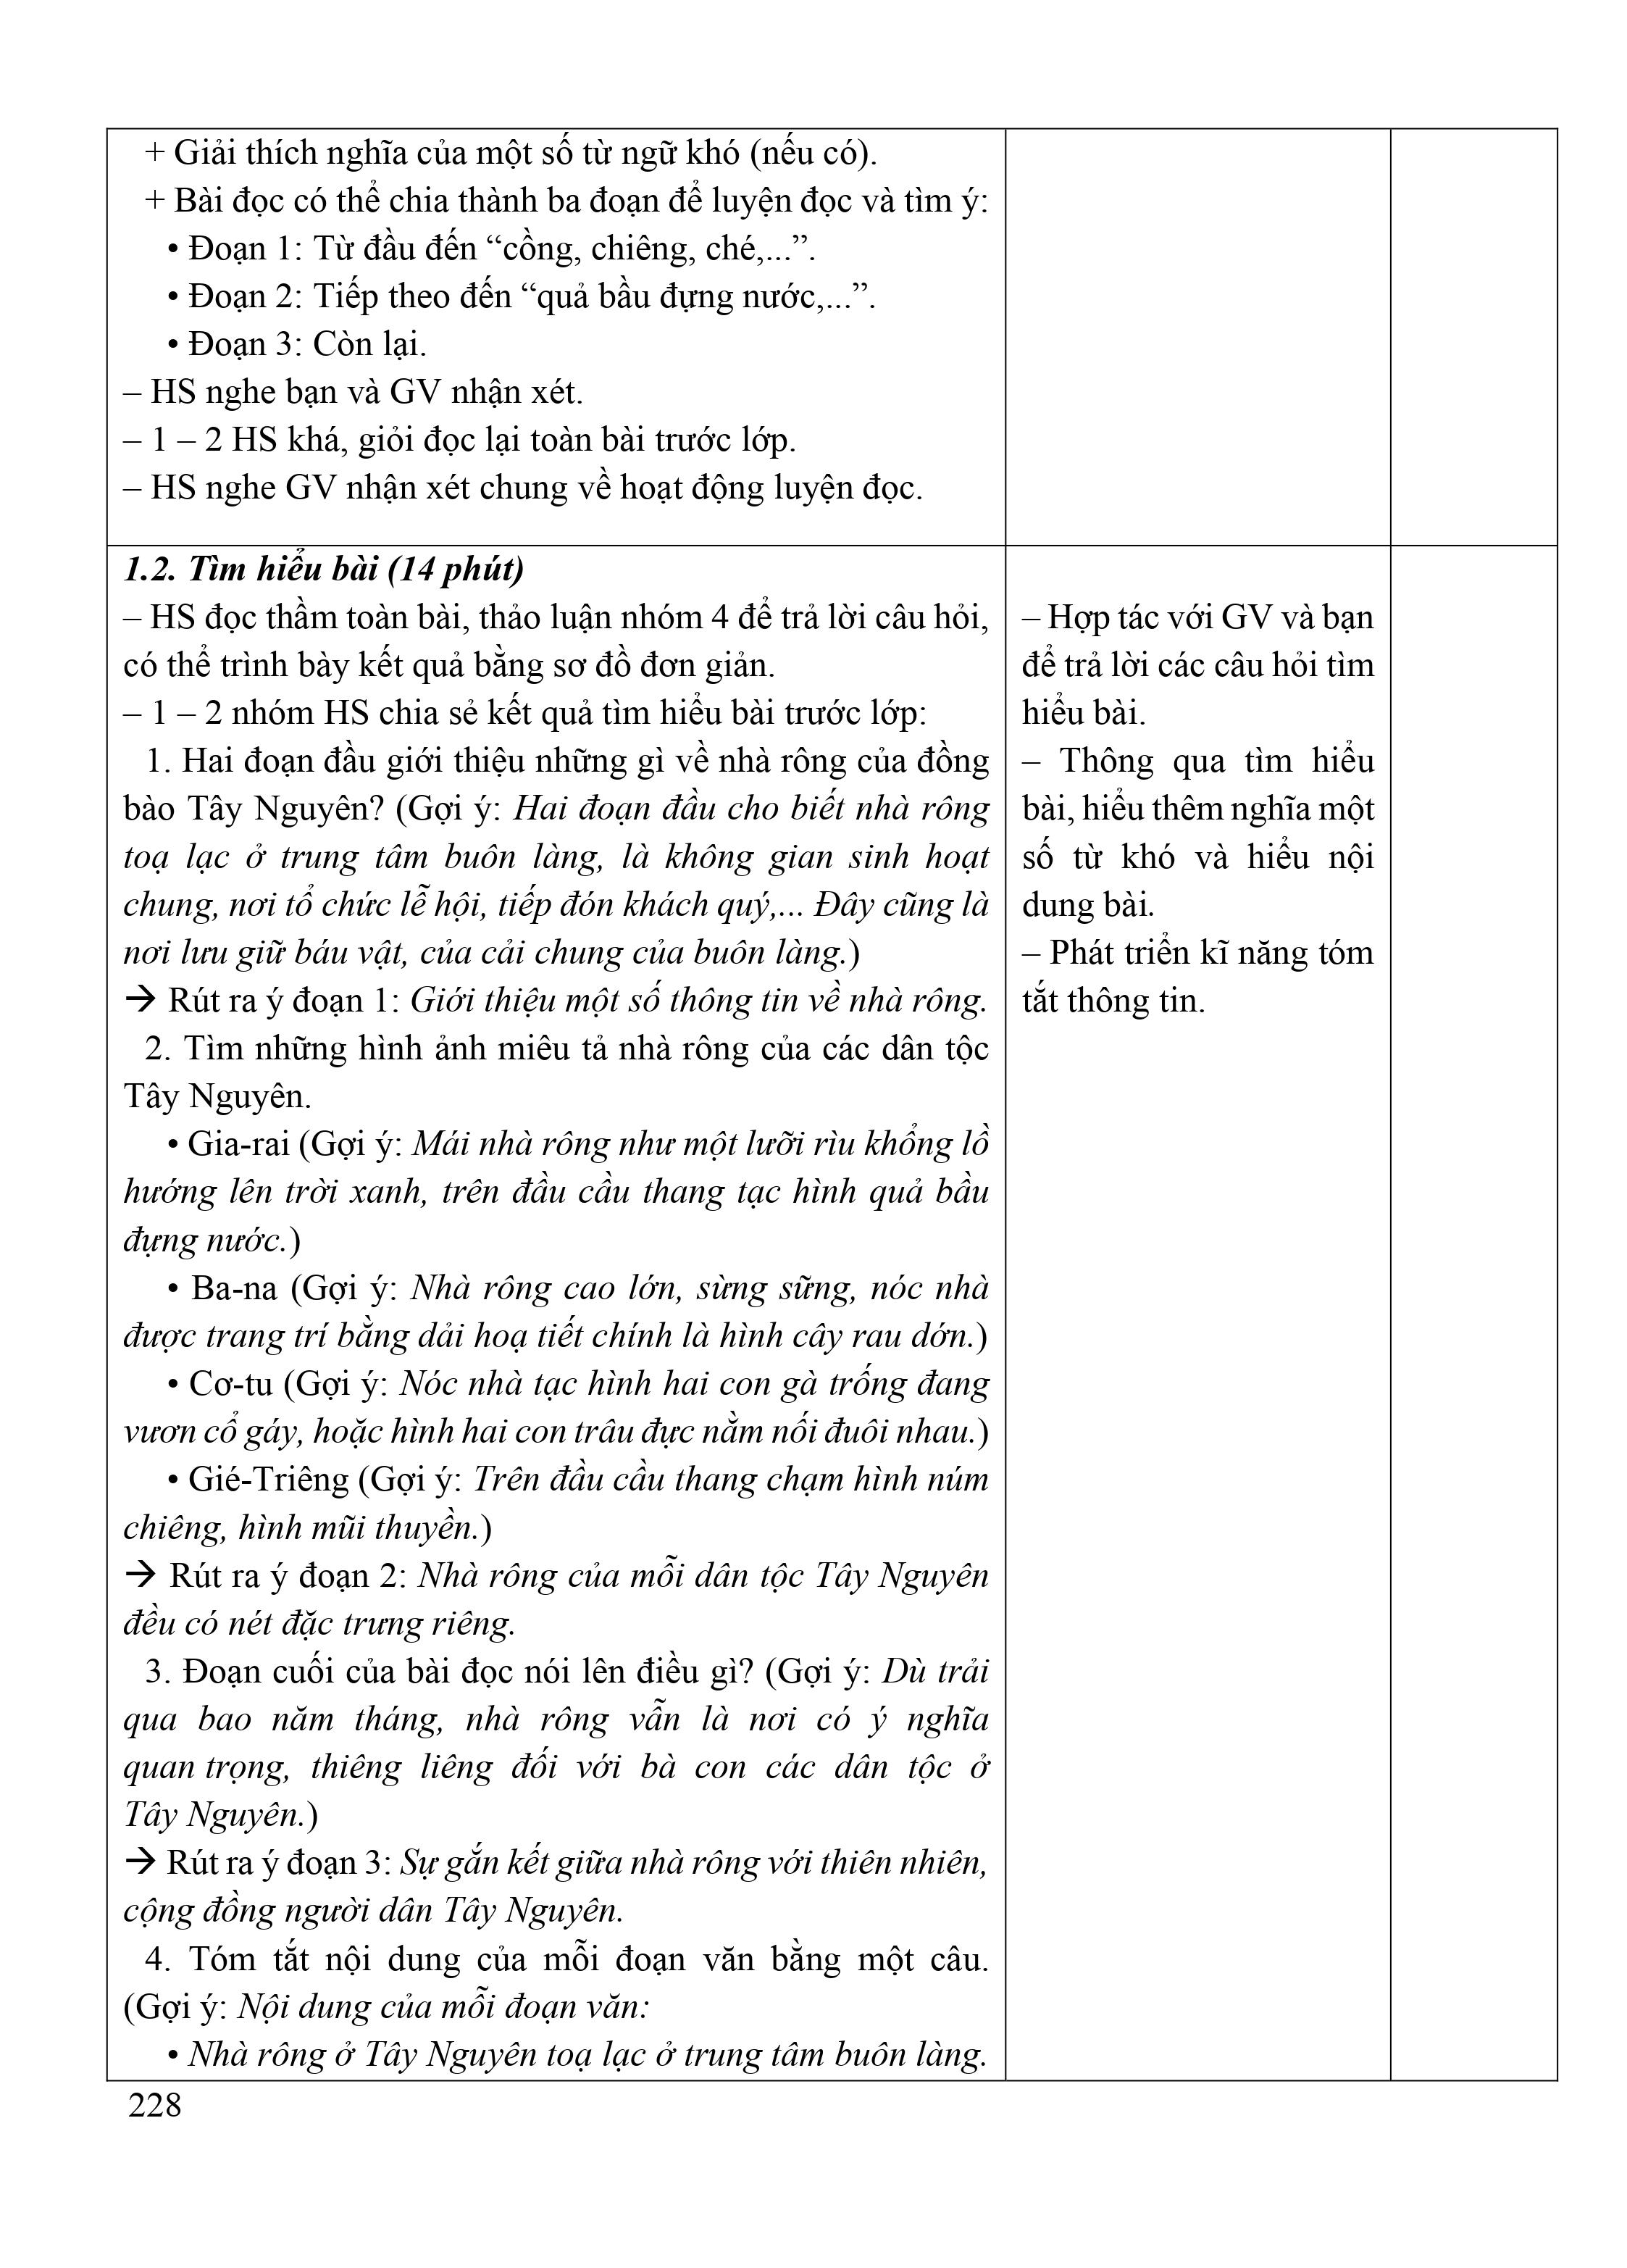 + Giải thích nghĩa của một số từ ngữ khó (nếu có).
+ Bài đọc có thể chia thành ba đoạn để luyện đọc và tìm ý:
• Đoạn 1: Từ đầu đến “cồng, chiêng, ché,...”.
• Đoạn 2: Tiếp theo đến “quả bầu đựng nước,...”.
• Đoạn 3: Còn lại.
– HS nghe bạn và GV nhận xét.
– 1 – 2 HS khá, giỏi đọc lại toàn bài trước lớp.
– HS nghe GV nhận xét chung về hoạt động luyện đọc.
1.2. Tìm hiểu bài (14 phút)
– HS đọc thầm toàn bài, thảo luận nhóm 4 để trả lời câu hỏi,
có thể trình bày kết quả bằng sơ đồ đơn giản.
– 1 – 2 nhóm HS chia sẻ kết quả tìm hiểu bài trước lớp:
1. Hai đoạn đầu giới thiệu những gì về nhà rông của đồng
bào Tây Nguyên? (Gợi ý: Hai đoạn đầu cho biết nhà rông
toạ lạc ở trung tâm buôn làng, là không gian sinh hoạt
chung, nơi tổ chức lễ hội, tiếp đón khách quý,... Đây cũng là
nơi lưu giữ báu vật, của cải chung của buôn làng.)
→ Rút ra ý đoạn 1: Giới thiệu một số thông tin về nhà rông.
2. Tìm những hình ảnh miêu tả nhà rông của các dân tộc
Tây Nguyên.
• Gia-rai (Gợi ý: Mái nhà rông như một lưỡi rìu khổng lồ
hướng lên trời xanh, trên đầu cầu thang tạc hình quả bầu
đựng nước.)
• Ba-na (Gợi ý: Nhà rông cao lớn, sừng sững, nóc nhà
được trang trí bằng dải hoạ tiết chính là hình cây rau dớn.)
• Cơ-tu (Gợi ý: Nóc nhà tạc hình hai con gà trống đang
vươn cổ gáy, hoặc hình hai con trâu đực nằm nối đuôi nhau.)
• Gié-Triêng (Gợi ý: Trên đầu cầu thang chạm hình núm
chiêng, hình mũi thuyền.)
→ Rút ra ý đoạn 2: Nhà rông của mỗi dân tộc Tây Nguyên
đều có nét đặc trưng riêng.
3. Đoạn cuối của bài đọc nói lên điều gì? (Gợi ý: Dù trải
qua bao năm tháng, nhà rông vẫn là nơi có ý nghĩa
quan trọng, thiêng liêng đối với bà con các dân tộc ở
Tây Nguyên.)
→ Rút ra ý đoạn 3: Sự gắn kết giữa nhà rông với thiên nhiên,
cộng đồng người dân Tây Nguyên.
4. Tóm tắt nội dung của mỗi đoạn văn bằng một câu.
(Gợi ý: Nội dung của mỗi đoạn văn:
• Nhà rông ở Tây Nguyên toạ lạc ở trung tâm buôn làng.
– Hợp tác với GV và bạn
để trả lời các câu hỏi tìm
hiểu bài.
– Thông qua tìm hiểu
bài, hiểu thêm nghĩa một
số từ khó và hiểu nội
dung bài.
– Phát triển kĩ năng tóm
tắt thông tin.
228